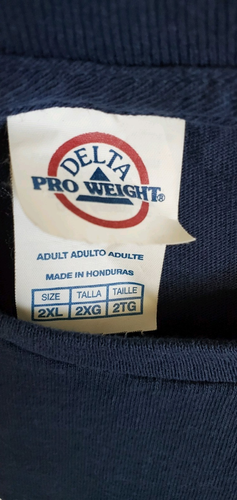 DELTA
PRO WEIGHT®
ADULT ADULTO ADULTE
MADE IN HONDURAS
SIZE TALLA TAILLE
2XL 2XG 2TG